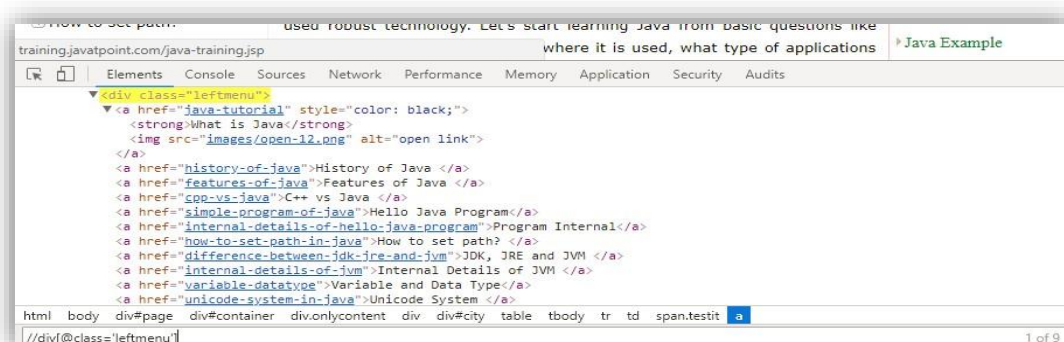 How to set path?
used robust technology. Let's start learning Java from basic questions like
training.javatpoint.com/java-training.jsp
where it is used, what type of applications
Java Example
Elements Console Sources Network Performance Memory Application Security Audits
▼<div class="leftmenu">
▼<a href="java-tutorial" style="color: black;">
<strong>What is Java</strong>
<img src="images/open-12.png" alt="open link">
</a>
<a href="history-of-java">History of Java </a>
<a href="features-of-java">Features of Java </a>
<a href="cpp-vs-java">C++ vs Java </a>
<a href="simple-program-of-java">Hello Java Program</a>
<a href="internal-details-of-hello-java-program">Program Internal</a>
<a href="how-to-set-path-in-java">How to set path? </a>
<a href="difference-between-jdk-jre-and-jvm">JDK, JRE and JVM </a>
<a href="internal-details-of-jvm">Internal Details of JVM </a>
<a href="variable-datatype">Variable and Data Type</a>
<a href="unicode-system-in-java">Unicode System </a>
html body div#page div#container div.onlycontent div div#city table tbody tr td span.testit a
//div[@class='leftmenu']
1 of 9